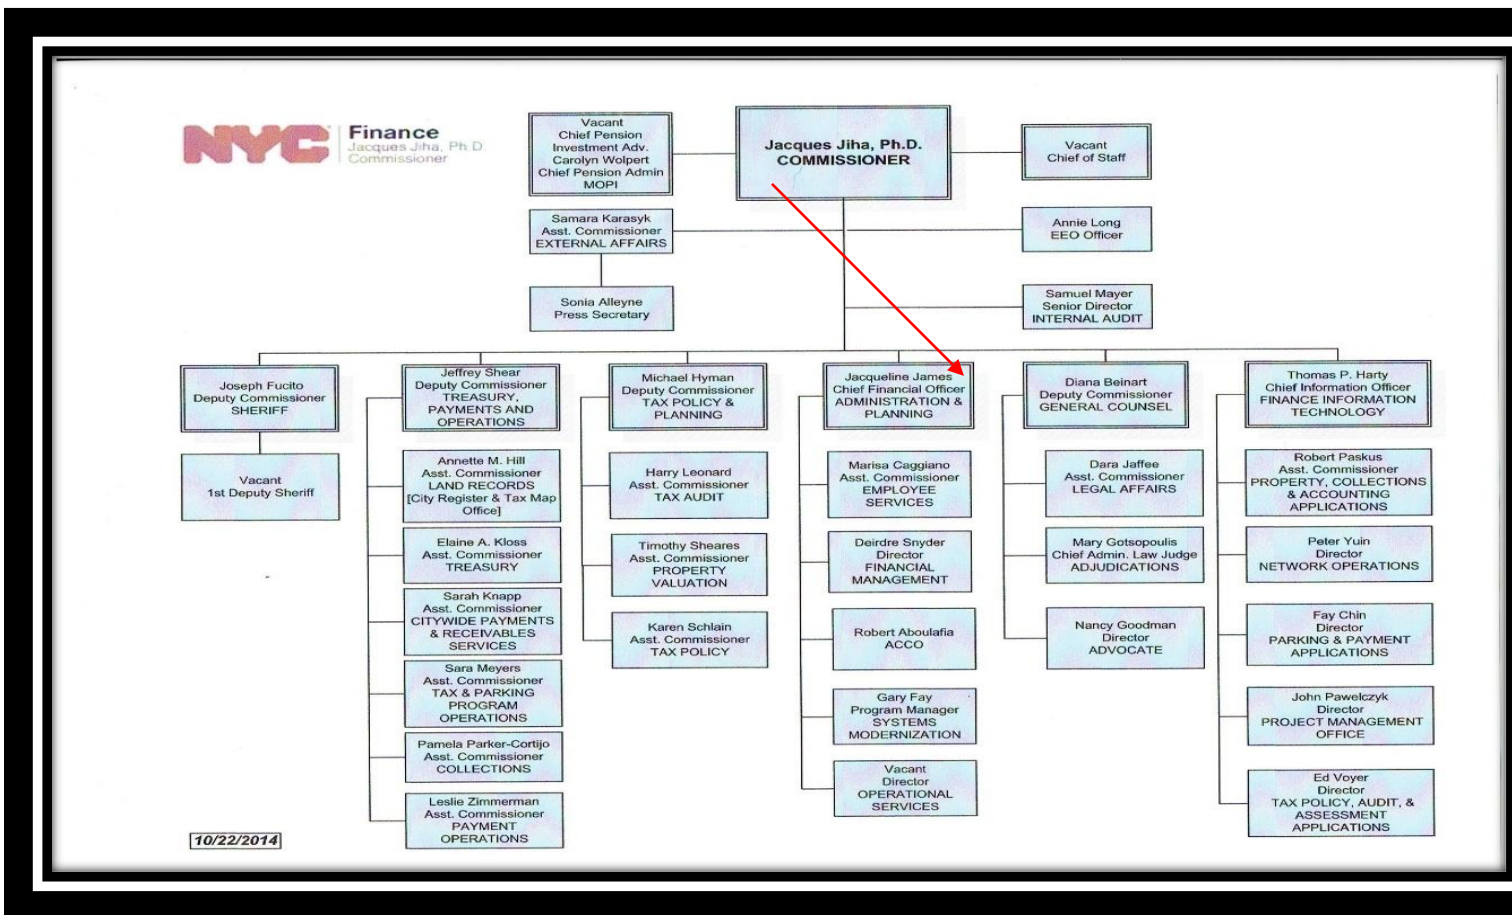 NYC
Finance
Jacques Jiha, Ph.D.
Commissioner
Vacant
Chief Pension
Investment Adv.
Carolyn Wolpert
Chief Pension Admin
MOPI
Jacques Jiha, Ph.D.
COMMISSIONER
Vacant
Chief of Staff
Samara Karasyk
Asst. Commissioner
EXTERNAL AFFAIRS
Annie Long
EEO Officer
Sonia Alleyne
Press Secretary
Samuel Mayer
Senior Director
INTERNAL AUDIT
Joseph Fucito
Deputy Commissioner
SHERIFF
Vacant
1st Deputy Sheriff
Jeffrey Shear
Deputy Commissioner
TREASURY,
PAYMENTS AND
OPERATIONS
Annette M. Hill
Asst. Commissioner
LAND RECORDS
[City Register & Tax Map
Office]
Elaine A. Kloss
Asst. Commissioner
TREASURY
Sarah Knapp
Asst. Commissioner
CITYWIDE PAYMENTS
& RECEIVABLES
SERVICES
Sara Meyers
Asst. Commissioner
TAX & PARKING
PROGRAM
OPERATIONS
Pamela Parker-Cortijo
Asst. Commissioner
COLLECTIONS
Leslie Zimmerman
Asst. Commissioner
PAYMENT
OPERATIONS
Michael Hyman
Deputy Commissioner
TAX POLICY &
PLANNING
Harry Leonard
Asst. Commissioner
TAX AUDIT
Timothy Sheares
Asst. Commissioner
PROPERTY
VALUATION
Karen Schlain
Asst. Commissioner
TAX POLICY
Jacqueline James
Chief Financial Officer
ADMINISTRATION &
PLANNING
Marisa Caggiano
Asst. Commissioner
EMPLOYEE
SERVICES
Deirdre Snyder
Director
FINANCIAL
MANAGEMENT
Robert Aboulafia
ACCO
Gary Fay
Program Manager
SYSTEMS
MODERNIZATION
Vacant
Director
OPERATIONAL
SERVICES
Diana Beinart
Deputy Commissioner
GENERAL COUNSEL
Dara Jaffee
Asst. Commissioner
LEGAL AFFAIRS
Mary Gotsopoulis
Chief Admin. Law Judge
ADJUDICATIONS
Nancy Goodman
Director
ADVOCATE
Thomas P. Harty
Chief Information Officer
FINANCE INFORMATION
TECHNOLOGY
Robert Paskus
Asst. Commissioner
PROPERTY, COLLECTIONS
& ACCOUNTING
APPLICATIONS
Peter Yuin
Director
NETWORK OPERATIONS
Fay Chin
Director
PARKING & PAYMENT
APPLICATIONS
John Pawelczyk
Director
PROJECT MANAGEMENT
OFFICE
Ed Voyer
Director
TAX POLICY, AUDIT, &
ASSESSMENT
APPLICATIONS
10/22/2014